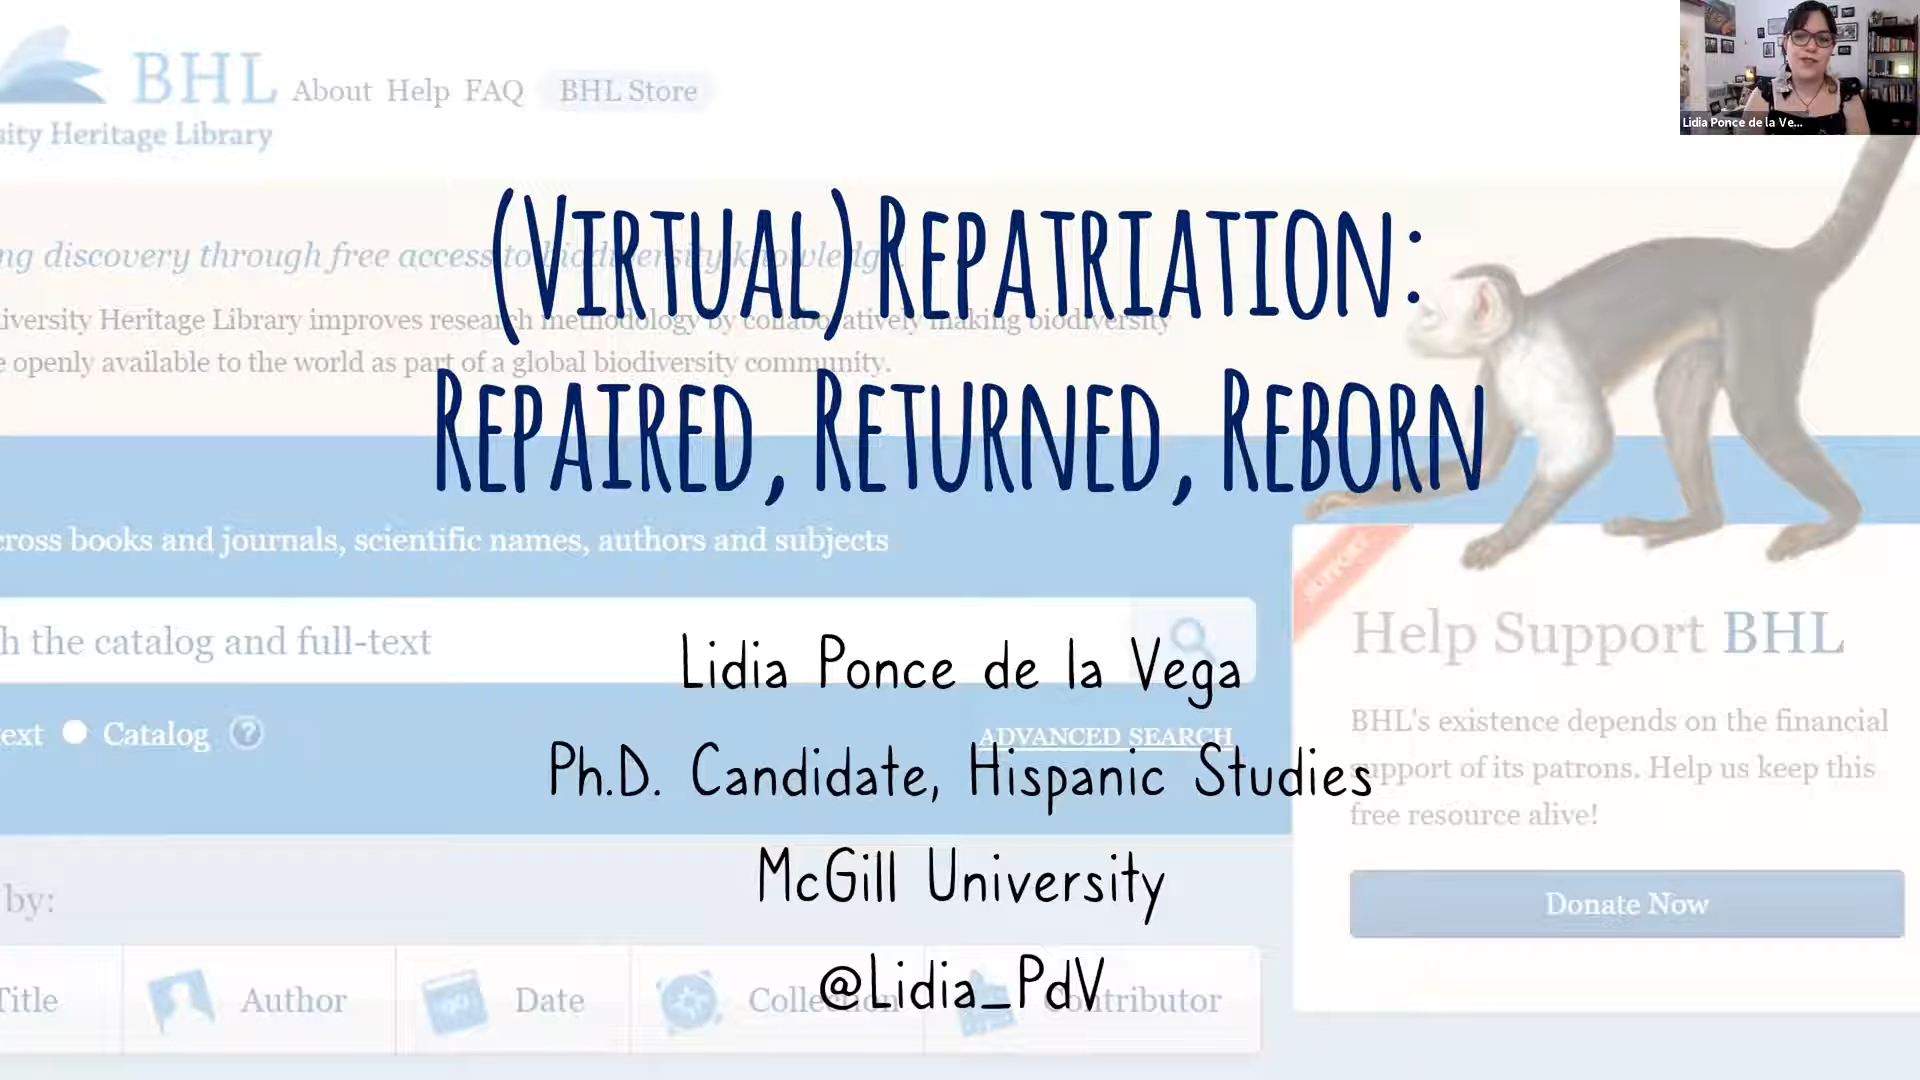 BHL
About Help FAQ BHL Store
sity Heritage Library
Lidia Ponce de la Ve...
(VIRTUAL) REPATRIATION:
REPAIRED, RETURNED, REBORN
ng discovery through free access to biodiversity knowledg
iversity Heritage Library improves research methodology by collaboratively making biodiversity
e openly available to the world as part of a global biodiversity community.
cross books and journals, scientific names, authors and subjects
h the catalog and full-text
ext Catalog ?
ADVANCED SEARCH
Lidia Ponce de la Vega
Ph.D. Candidate, Hispanic Studies
McGill University
@Lidia_PdV
SUPPORT
Help Support BHL
BHL's existence depends on the financial
support of its patrons. Help us keep this
free resource alive!
Donate Now
by:
Title Author Date Collection Contributor